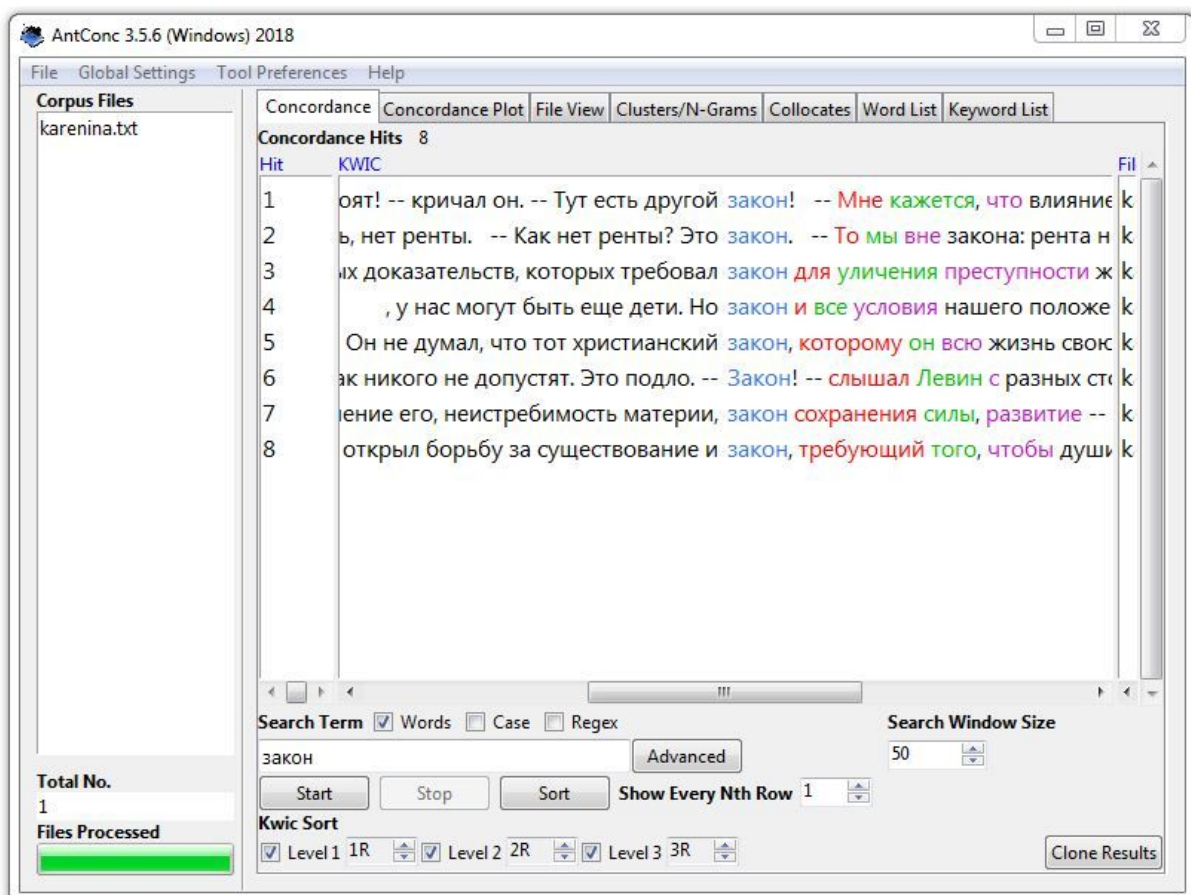 AntConc 3.5.6 (Windows) 2018
File Global Settings Tool Preferences Help
Corpus Files
karenina.txt
Concordance Concordance Plot File View Clusters/N-Grams Collocates Word List Keyword List
Concordance Hits 8
Hit KWIC Fil
1 оят! -- кричал он. -- Тут есть другой закон! -- Мне кажется, что влияние k
2 ь, нет ренты. -- Как нет ренты? Это закон. -- То мы вне закона: рента н k
3 ых доказательств, которых требовал закон для уличения преступности ж k
4 , у нас могут быть еще дети. Но закон и все условия нашего положе k
5 Он не думал, что тот христианский закон, которому он всю жизнь свою k
6 ак никого не допустят. Это подло. -- Закон! -- слышал Левин с разных сто k
7 ление его, неистребимость материи, закон сохранения силы, развитие -- k
8 открыл борьбу за существование и закон, требующий того, чтобы души k
Search Term Words Case Regex Search Window Size
закон Advanced 50
Total No.
1
Start Stop Sort Show Every Nth Row 1
Files Processed
Kwic Sort
Level 1 1R Level 2 2R Level 3 3R Clone Results